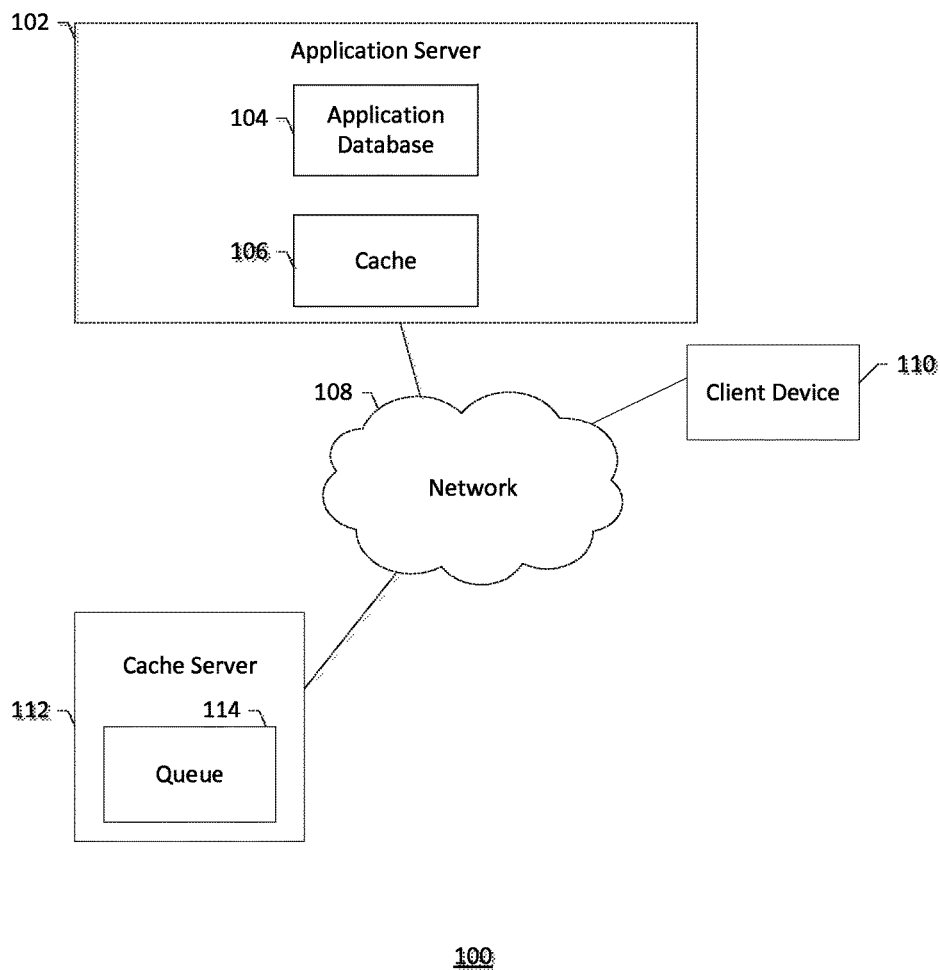 102
Application Server
104
Application
Database
106
Cache
108
110
Client Device
Network
Cache Server
112
114
Queue
100